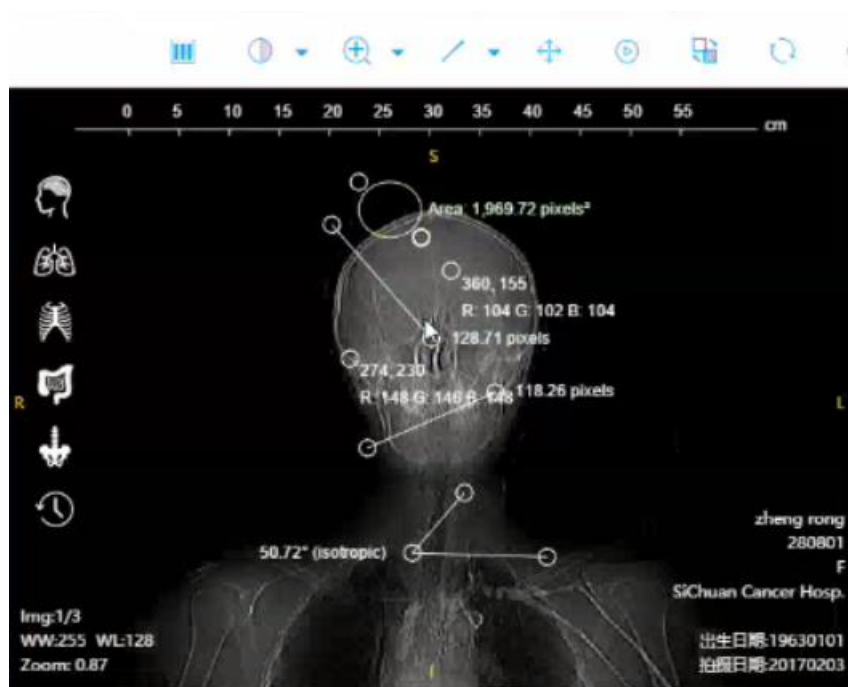 0 5 10 15 20 25 30 35 40 45 50 55 cm
S
Area: 1,969.72 pixels²
360, 155
R: 104 G: 102 B: 104
128.71 pixels
274, 230
R: 148 G: 146 B: 148
118.26 pixels
R
L
50.72° (isotropic)
zheng rong
280801
F
SiChuan Cancer Hosp.
Img:1/3
WW:255 WL:128
Zoom: 0.87
I
出生日期:19630101
拍摄日期:20170203